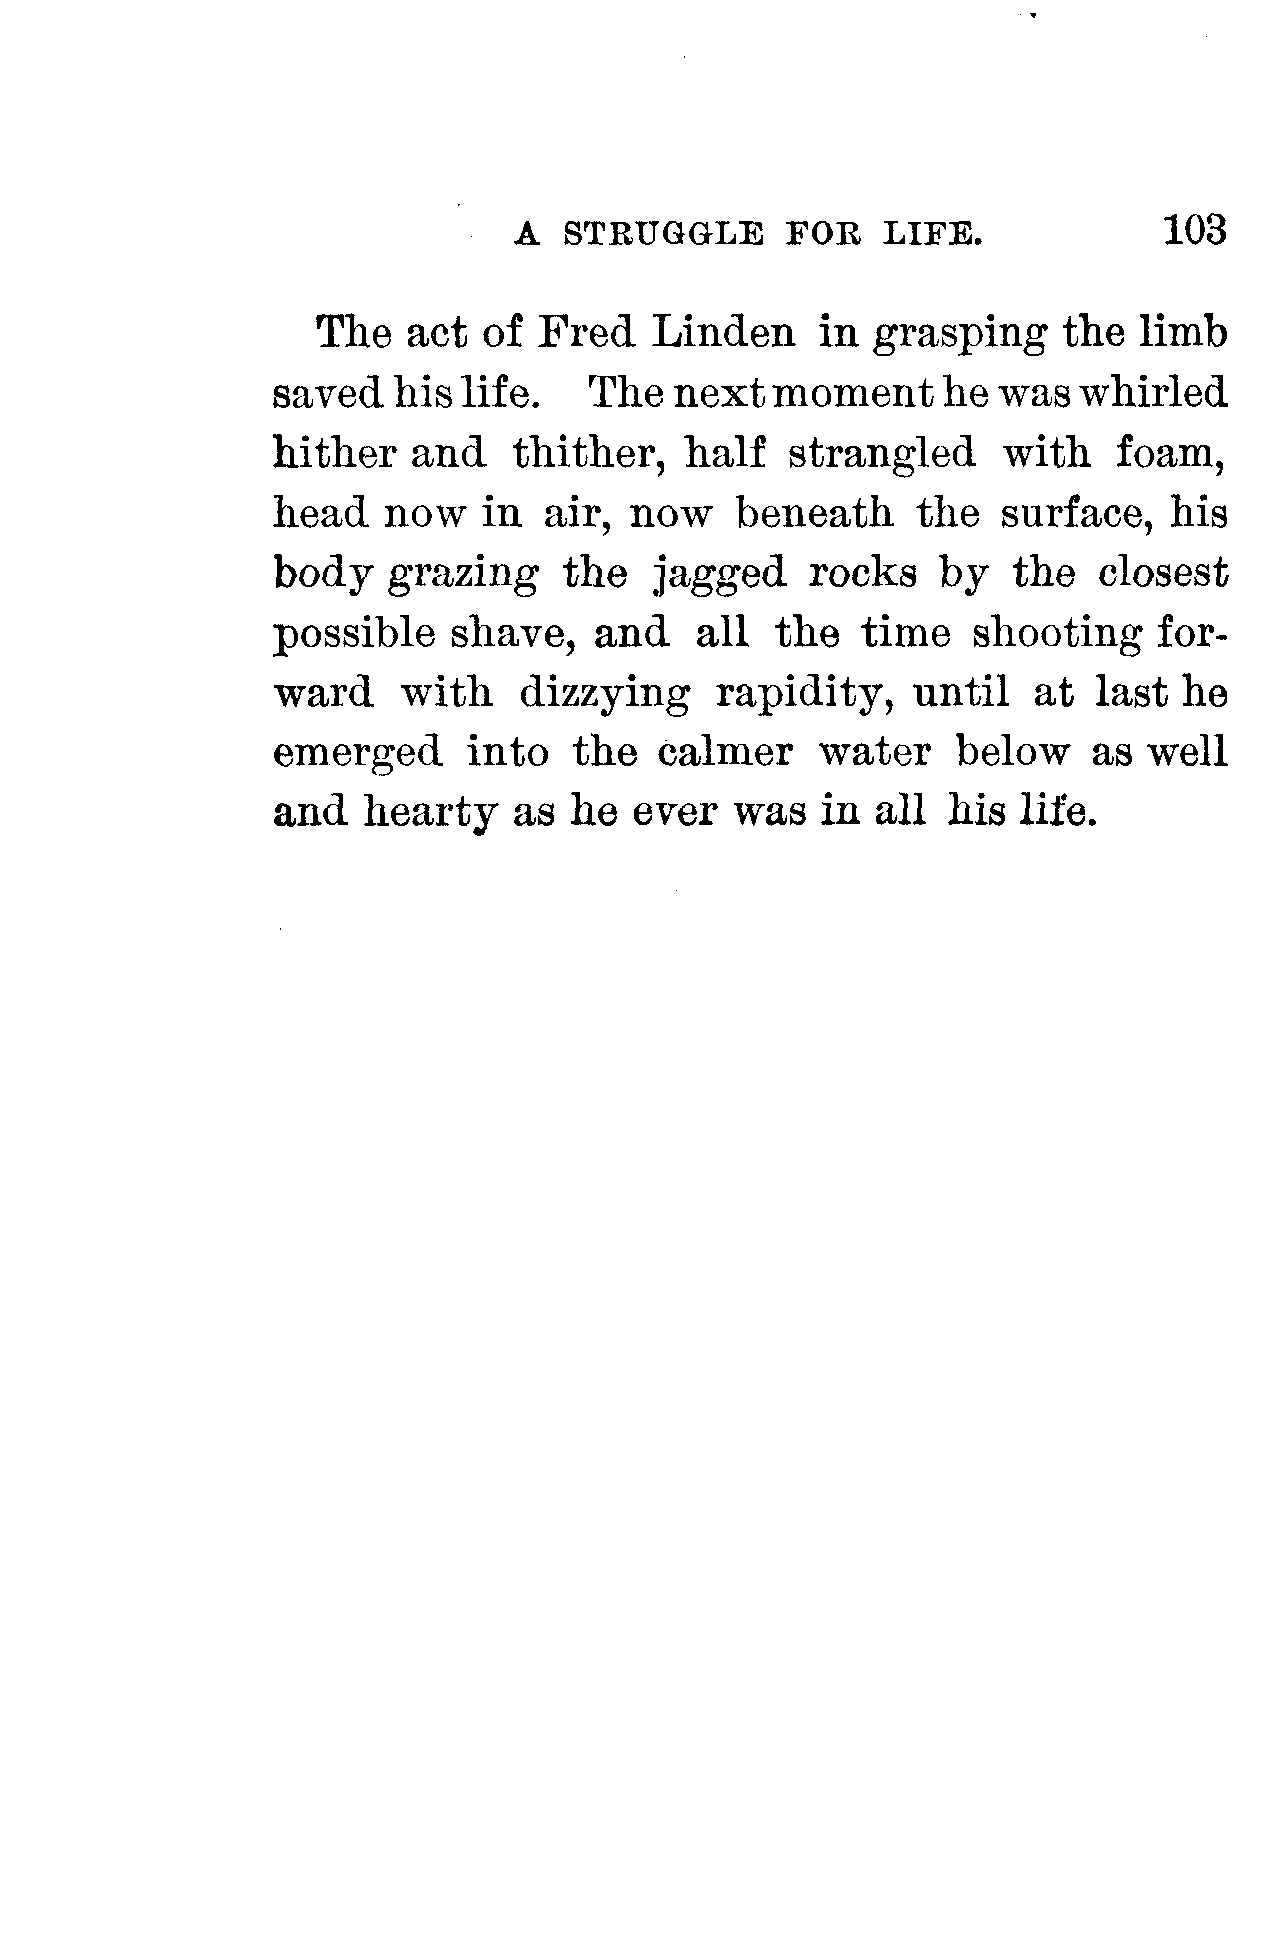 A STRUGGLE FOR LIFE. 103
The act of Fred Linden in grasping the limb
saved his life. The next moment he was whirled
hither and thither, half strangled with foam,
head now in air, now beneath the surface, his
body grazing the jagged rocks by the closest
possible shave, and all the time shooting for-
ward with dizzying rapidity, until at last he
emerged into the calmer water below as well
and hearty as he ever was in all his life.